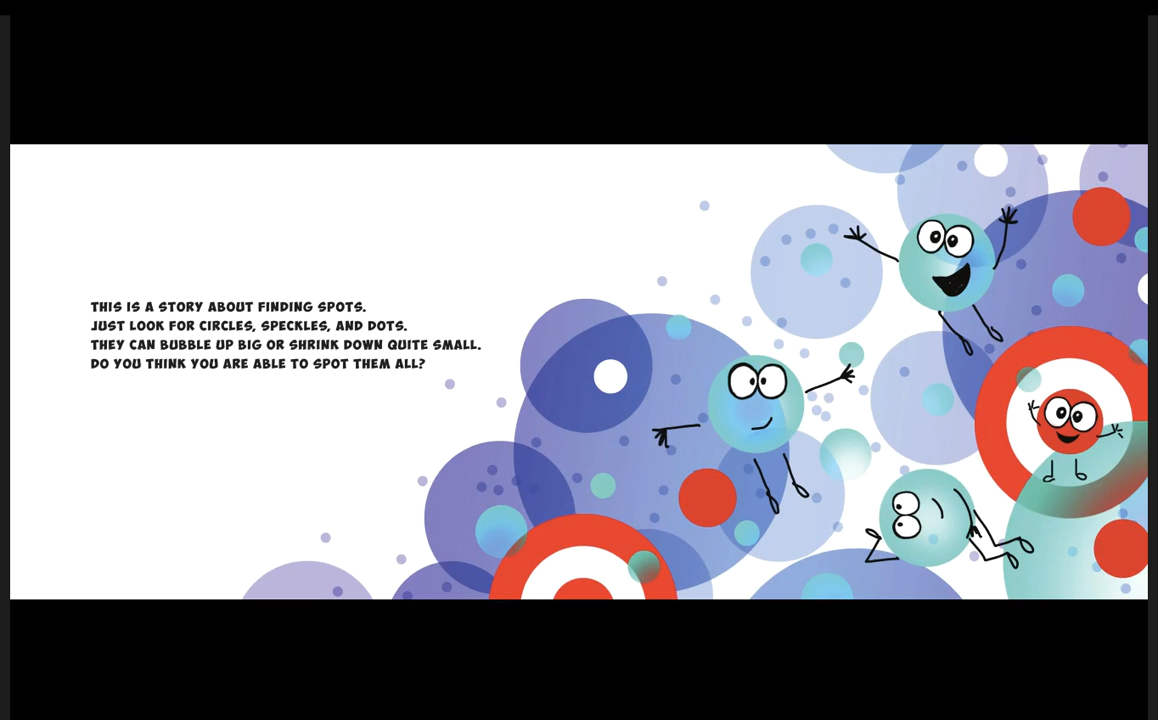 THIS IS A STORY ABOUT FINDING SPOTS.
JUST LOOK FOR CIRCLES, SPECKLES, AND DOTS.
THEY CAN BUBBLE UP BIG OR SHRINK DOWN QUITE SMALL.
DO YOU THINK YOU ARE ABLE TO SPOT THEM ALL?